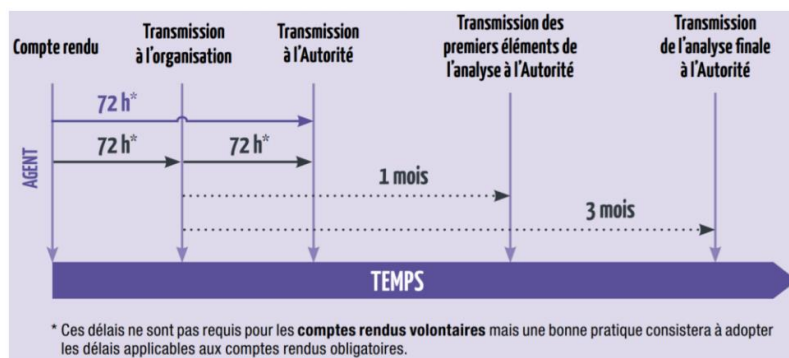 Compte rendu
Transmission
à l'organisation
Transmission
à l'Autorité
Transmission des
premiers éléments de
l'analyse à l'Autorité
Transmission
de l'analyse finale
à l'Autorité
72 h*
72 h*
72 h*
AGENT
1 mois
3 mois
TEMPS
* Ces délais ne sont pas requis pour les comptes rendus volontaires mais une bonne pratique consistera à adopter
les délais applicables aux comptes rendus obligatoires.